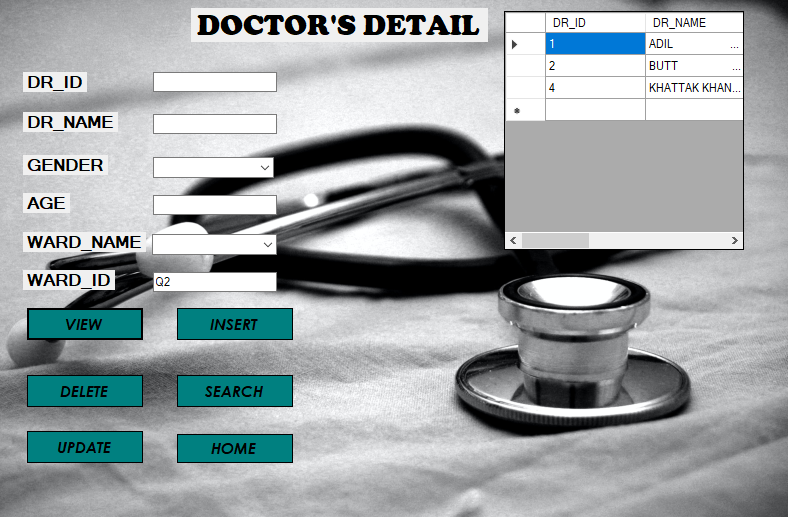 DOCTOR'S DETAIL
DR_ID
DR_NAME
GENDER
AGE
WARD_NAME
WARD_ID Q2
VIEW INSERT
DELETE SEARCH
UPDATE HOME
DR_ID DR_NAME
1 ADIL ...
2 BUTT ...
4 KHATTAK KHAN...